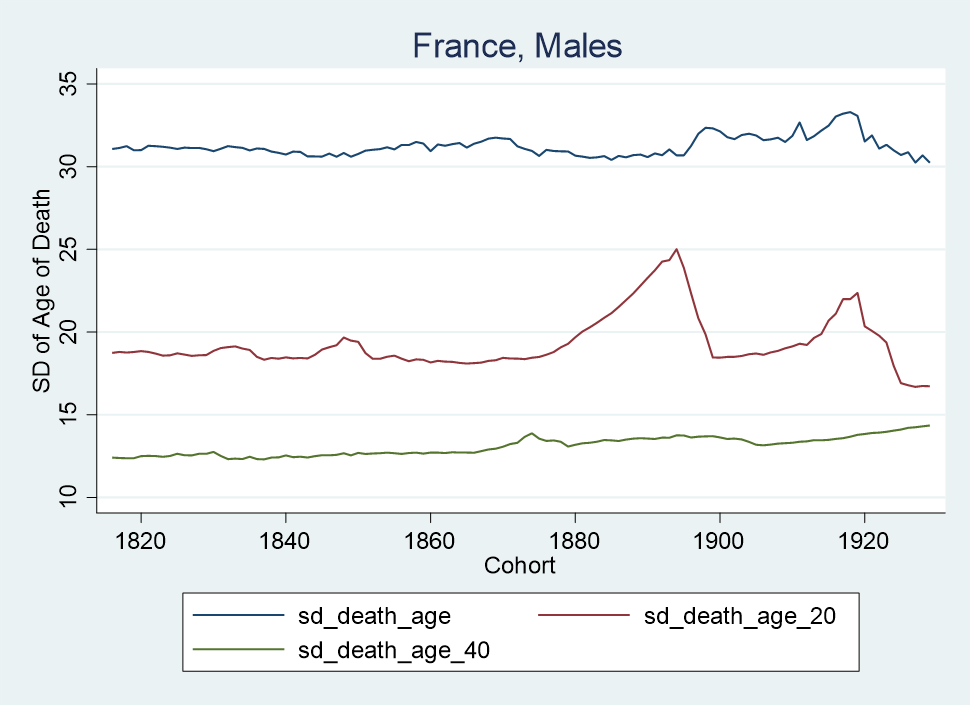 France, Males
SD of Age of Death
35
30
25
20
15
10
1820 1840 1860 1880 1900 1920
Cohort
sd_death_age sd_death_age_20
sd_death_age_40